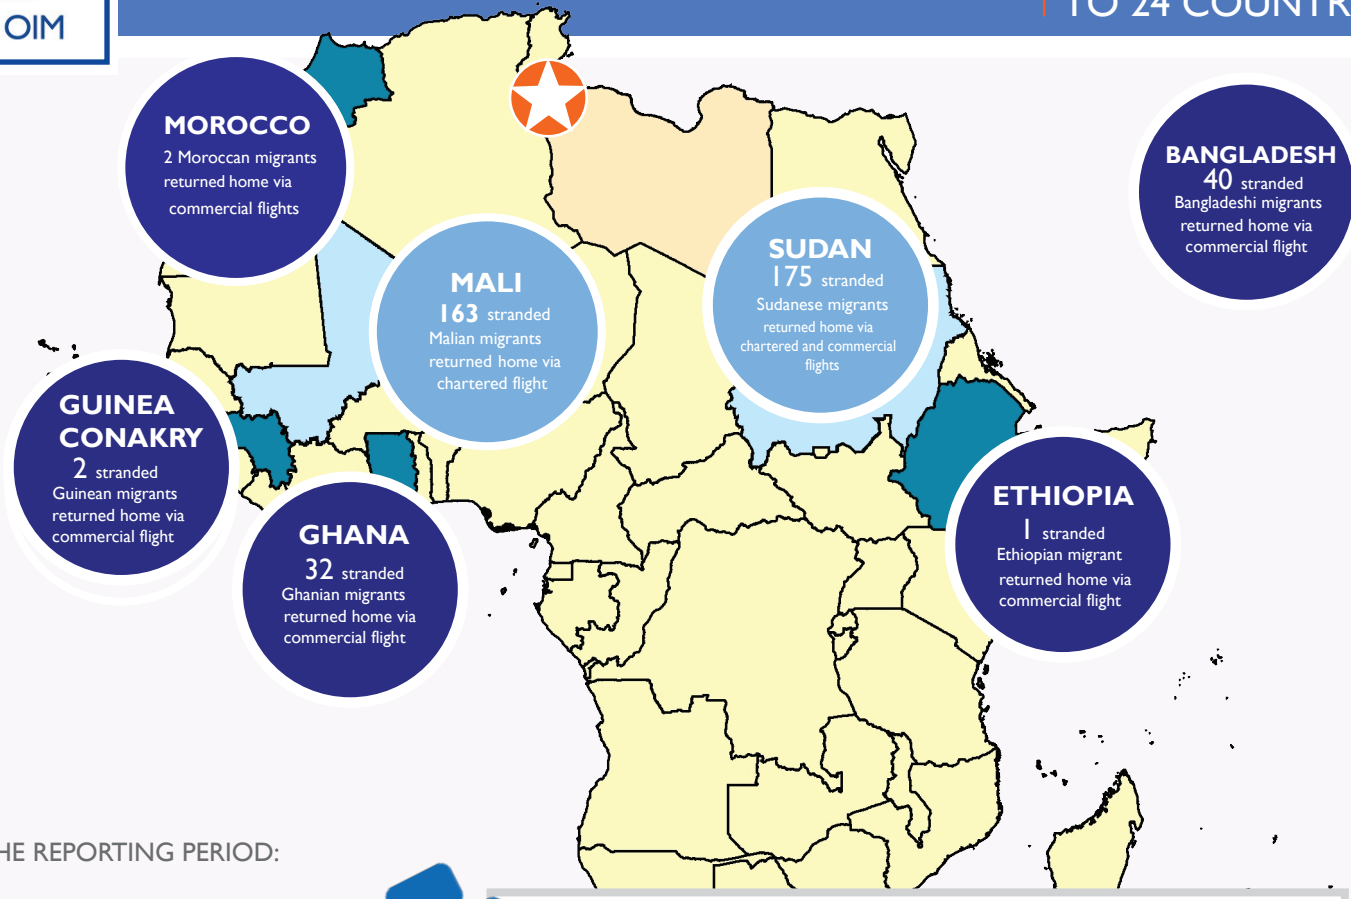 OIM
TO 24 COUNTR
MOROCCO
2 Moroccan migrants
returned home via
commercial flights
BANGLADESH
40 stranded
Bangladeshi migrants
returned home via
commercial flight
SUDAN
175 stranded
Sudanese migrants
returned home via
chartered and commercial
flights
MALI
163 stranded
Malian migrants
returned home via
chartered flight
GUINEA
CONAKRY
2 stranded
Guinean migrants
returned home via
commercial flight
GHANA
32 stranded
Ghanian migrants
returned home via
commercial flight
ETHIOPIA
1 stranded
Ethiopian migrant
returned home via
commercial flight
HE REPORTING PERIOD: